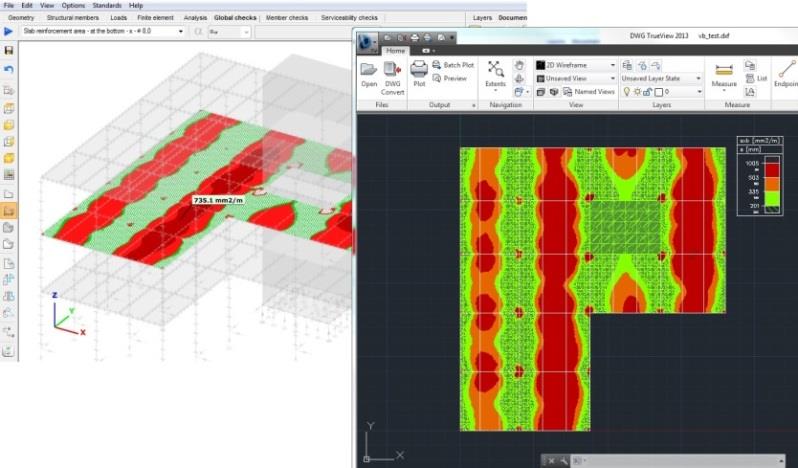 File Edit View Options Standards Help
Geometry Structural members Loads Finite element Analysis Global checks Member checks Serviceability checks Layers Documen
Slab reinforcement area - at the bottom - x - # 0.0
735.1 mm2/m
Z
Y
X
DWG TrueView 2013 vb_test.dxf
Home
Open
DWG Convert
Files
Plot
Batch Plot
Preview
Output
Extents
Navigation
2D Wireframe
Unsaved View
Named Views
View
Unsaved Layer State
0
Layers
Measure
List
Measure
Endpoin
[mm2/m]
[mm]
1005
503
335
201
Y
X